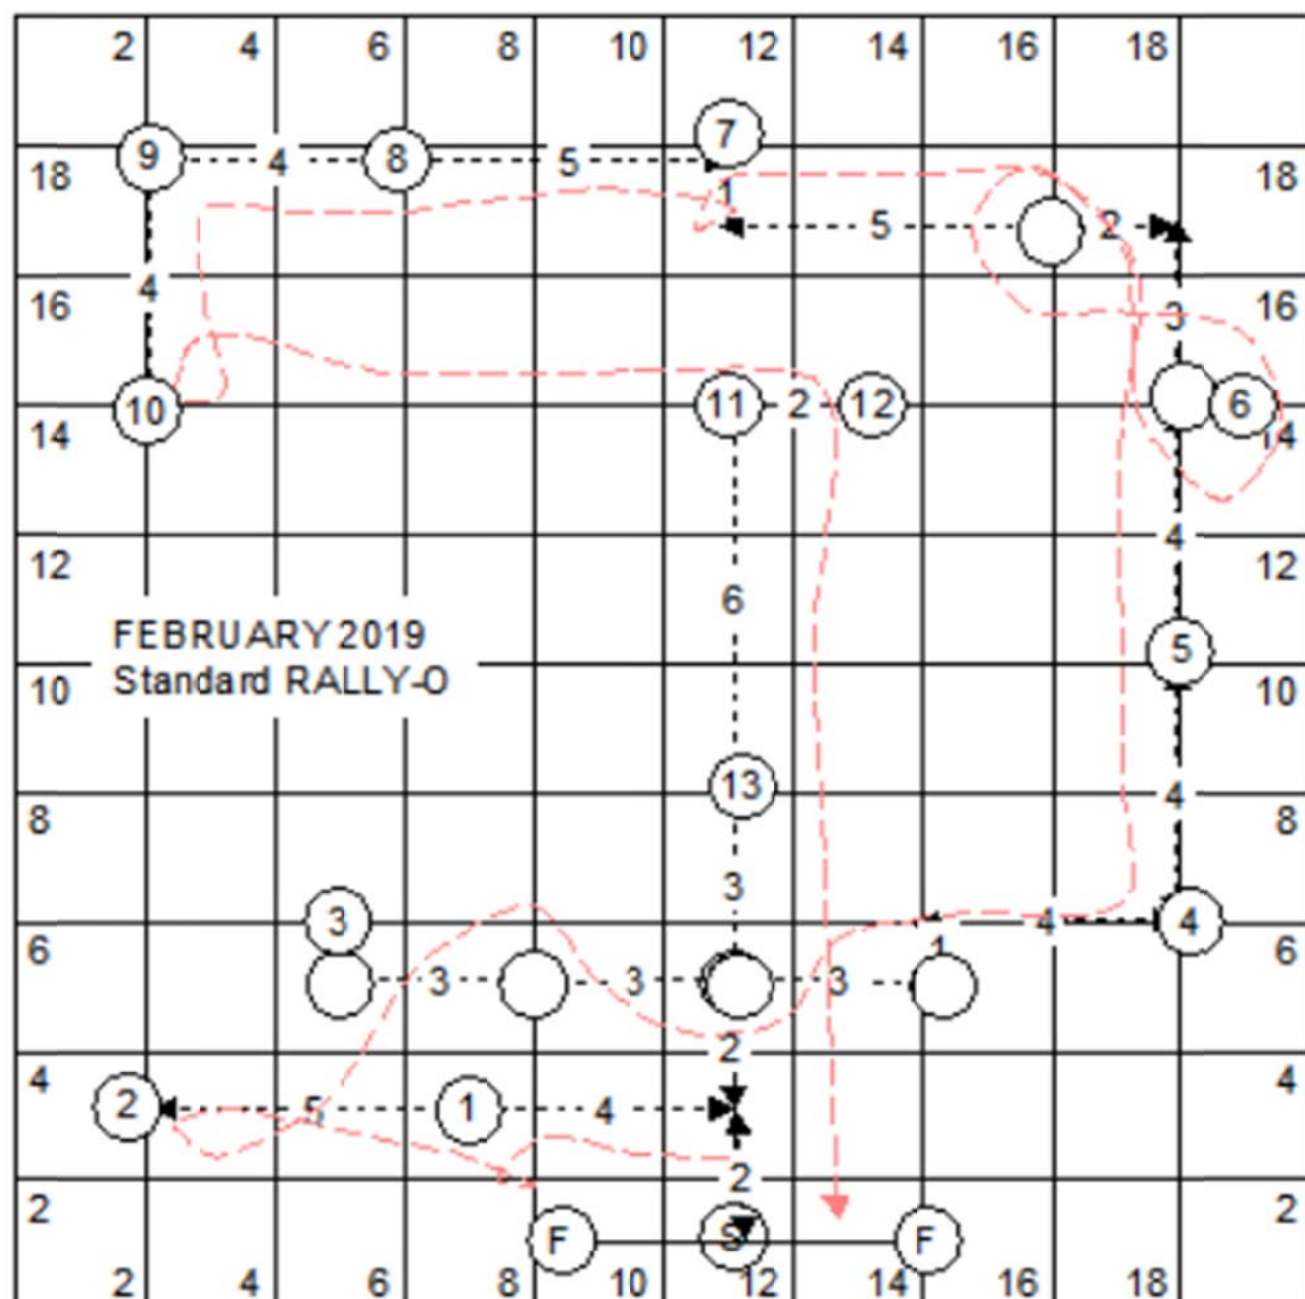 2 4 6 8 10 12 14 16 18
7
9 4 8 5
18 18
1
5 2
4
16 3 16
10 11 2 12 6
14 14
4
12 12
6
FEBRUARY 2019 5
Standard RALLY-O
10 10
13 4
8 8
3
3 4 4
6 1 6
3 3 3
2
4 4
2 5 1 4
2
2 2
F S F
2 4 6 8 10 12 14 16 18